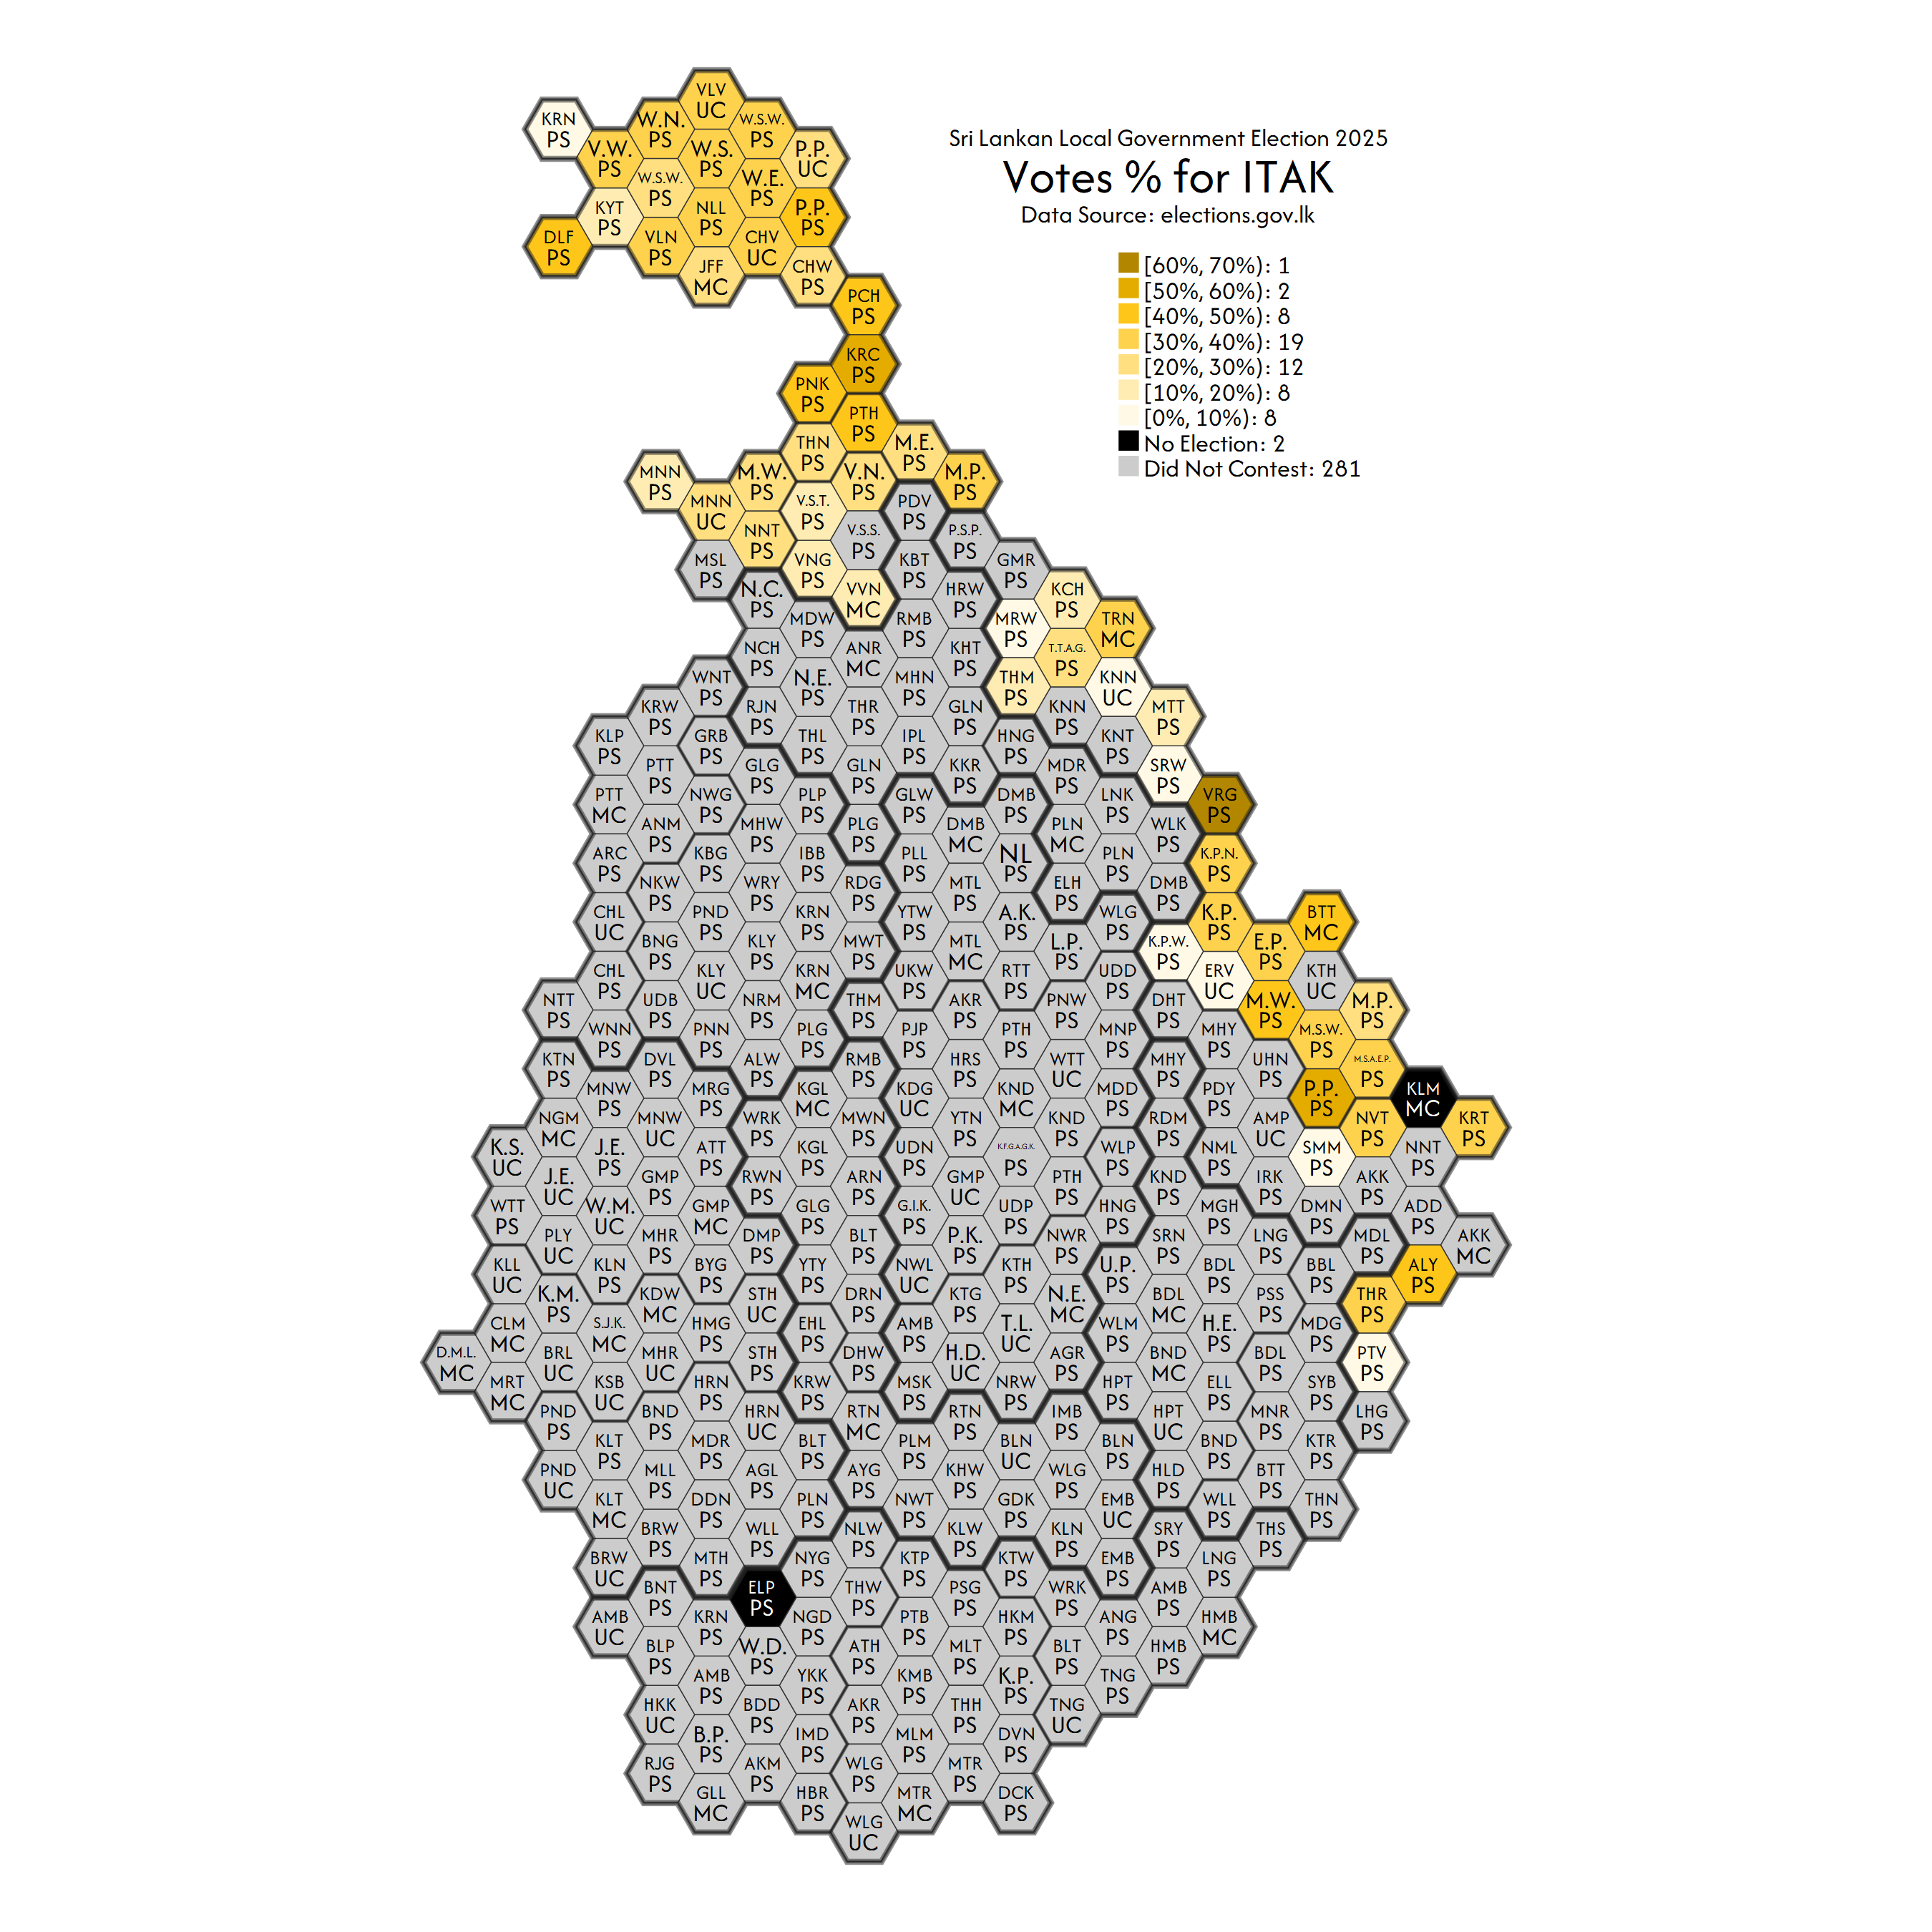 Sri Lankan Local Government Election 2025
Votes % for ITAK
Data Source: elections.gov.lk
[60%, 70%): 1
[50%, 60%): 2
[40%, 50%): 8
[30%, 40%): 19
[20%, 30%): 12
[10%, 20%): 8
[0%, 10%): 8
No Election: 2
Did Not Contest: 281
VLV
UC
KRN
PS
W.N.
PS
W.S.W.
PS
V.W.
PS
W.S.
PS
P.P.
UC
W.S.W.
PS
W.E.
PS
KYT
PS
NLL
PS
P.P.
PS
DLF
PS
VLN
PS
CHV
UC
JFF
MC
CHW
PS
PCH
PS
KRC
PS
PNK
PS
PTH
PS
THN
PS
M.E.
PS
MNN
PS
M.W.
PS
V.N.
PS
M.P.
PS
MNN
UC
V.S.T.
PS
PDV
PS
NNT
PS
V.S.S.
PS
P.S.P.
PS
MSL
PS
VNG
PS
KBT
PS
GMR
PS
N.C.
PS
VVN
MC
HRW
PS
KCH
PS
MDW
PS
RMB
PS
MRW
PS
TRN
MC
NCH
PS
ANR
MC
KHT
PS
T.T.A.G.
PS
WNT
PS
N.E.
PS
MHN
PS
THM
PS
KNN
UC
KRW
PS
RJN
PS
THR
PS
GLN
PS
KNN
PS
MTT
PS
KLP
PS
GRB
PS
THL
PS
IPL
PS
HNG
PS
KNT
PS
PTT
PS
GLG
PS
GLN
PS
KKR
PS
MDR
PS
SRW
PS
PTT
MC
NWG
PS
PLP
PS
GLW
PS
DMB
PS
LNK
PS
VRG
PS
ANM
PS
MHW
PS
PLG
PS
DMB
MC
PLN
MC
WLK
PS
ARC
PS
KBG
PS
IBB
PS
PLL
PS
NL
PS
PLN
PS
K.P.N.
PS
NKW
PS
WRY
PS
RDG
PS
MTL
PS
ELH
PS
DMB
PS
CHL
UC
PND
PS
KRN
PS
YTW
PS
A.K.
PS
WLG
PS
K.P.
PS
BTT
MC
BNG
PS
KLY
PS
MWT
PS
MTL
MC
L.P.
PS
K.P.W.
PS
E.P.
PS
CHL
PS
KLY
UC
KRN
MC
UKW
PS
RTT
PS
UDD
PS
ERV
UC
KTH
UC
NTT
PS
UDB
PS
NRM
PS
THM
PS
AKR
PS
PNW
PS
DHT
PS
M.W.
PS
M.P.
PS
WNN
PS
PNN
PS
PLG
PS
PJP
PS
PTH
PS
MNP
PS
MHY
PS
M.S.W.
PS
KTN
PS
DVL
PS
ALW
PS
RMB
PS
HRS
PS
WTT
UC
MHY
PS
UHN
PS
M.S.A.E.P.
PS
MNW
PS
MRG
PS
KGL
MC
KDG
UC
KND
MC
MDD
PS
PDY
PS
P.P.
PS
KLM
MC
NGM
MC
MNW
UC
WRK
PS
MWN
PS
YTN
PS
KND
PS
RDM
PS
AMP
UC
NVT
PS
KRT
PS
K.S.
UC
J.E.
PS
ATT
PS
KGL
PS
UDN
PS
K.F.G.A.G.K.
PS
WLP
PS
NML
PS
SMM
PS
NNT
PS
J.E.
UC
GMP
PS
RWN
PS
ARN
PS
GMP
UC
PTH
PS
KND
PS
IRK
PS
AKK
PS
WTT
PS
W.M.
UC
GMP
MC
GLG
PS
G.I.K.
PS
UDP
PS
HNG
PS
MGH
PS
DMN
PS
ADD
PS
PLY
UC
MHR
PS
DMP
PS
BLT
PS
P.K.
PS
NWR
PS
SRN
PS
LNG
PS
MDL
PS
AKK
MC
KLL
UC
KLN
PS
BYG
PS
YTY
PS
NWL
UC
KTH
PS
U.P.
PS
BDL
PS
BBL
PS
ALY
PS
K.M.
PS
KDW
MC
STH
UC
DRN
PS
KTG
PS
N.E.
MC
BDL
MC
PSS
PS
THR
PS
CLM
MC
S.J.K.
MC
HMG
PS
EHL
PS
AMB
PS
T.L.
UC
WLM
PS
H.E.
PS
MDG
PS
D.M.L.
MC
BRL
UC
MHR
UC
STH
PS
DHW
PS
H.D.
UC
AGR
PS
BND
MC
BDL
PS
PTV
PS
MRT
MC
KSB
UC
HRN
PS
KRW
PS
MSK
PS
NRW
PS
HPT
PS
ELL
PS
SYB
PS
PND
PS
BND
PS
HRN
UC
RTN
MC
RTN
PS
IMB
PS
HPT
UC
MNR
PS
LHG
PS
KLT
PS
MDR
PS
BLT
PS
PLM
PS
BLN
UC
BLN
PS
BND
PS
KTR
PS
PND
UC
MLL
PS
AGL
PS
AYG
PS
KHW
PS
WLG
PS
HLD
PS
BTT
PS
KLT
MC
DDN
PS
PLN
PS
NWT
PS
GDK
PS
EMB
UC
WLL
PS
THN
PS
BRW
PS
WLL
PS
NLW
PS
KLW
PS
KLN
PS
SRY
PS
THS
PS
BRW
UC
MTH
PS
NYG
PS
KTP
PS
KTW
PS
EMB
PS
LNG
PS
BNT
PS
ELP
PS
THW
PS
PSG
PS
WRK
PS
AMB
PS
AMB
UC
KRN
PS
NGD
PS
PTB
PS
HKM
PS
ANG
PS
HMB
MC
BLP
PS
W.D.
PS
ATH
PS
MLT
PS
BLT
PS
HMB
PS
AMB
PS
YKK
PS
KMB
PS
K.P.
PS
TNG
PS
HKK
UC
BDD
PS
AKR
PS
THH
PS
TNG
UC
B.P.
PS
IMD
PS
MLM
PS
DVN
PS
RJG
PS
AKM
PS
WLG
PS
MTR
PS
GLL
MC
HBR
PS
MTR
MC
DCK
PS
WLG
UC